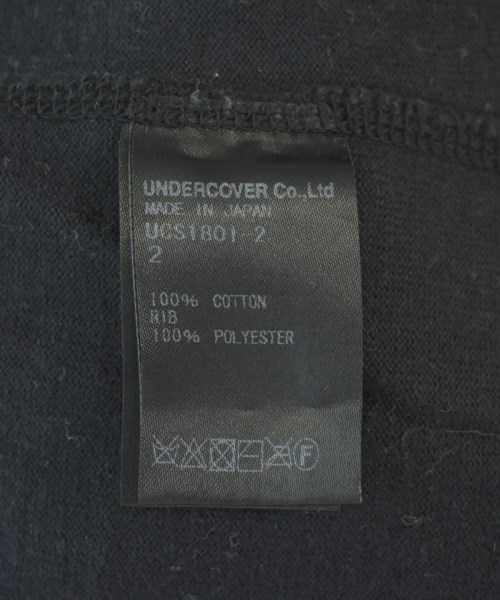 UNDERCOVER Co.,Ltd
MADE IN JAPAN
UCS1801-2
2
100% COTTON
RIB
100% POLYESTER
F